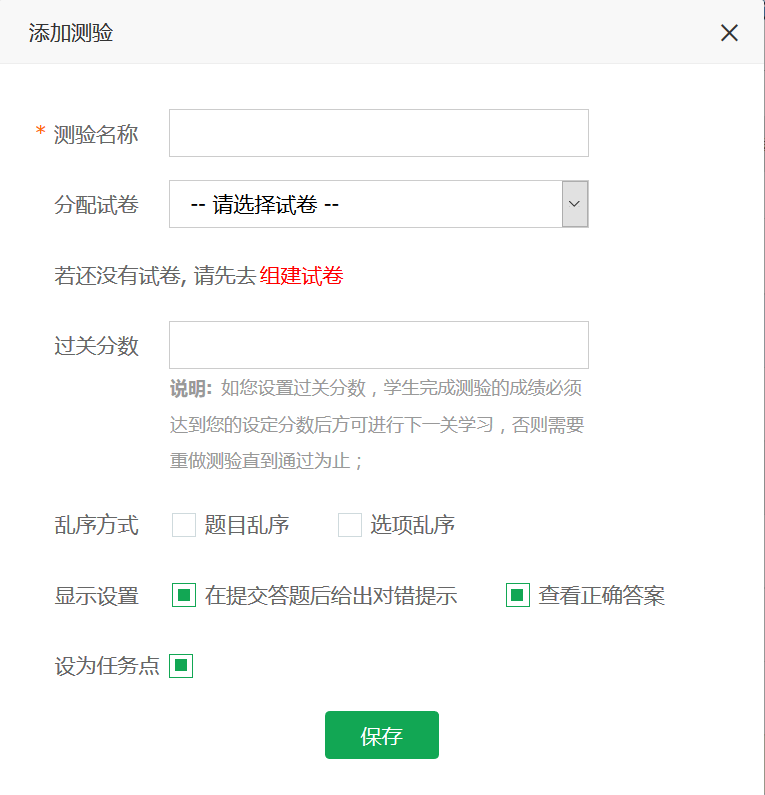 添加测验
* 测验名称
分配试卷 -- 请选择试卷 --
若还没有试卷, 请先去组建试卷
过关分数
说明: 如您设置过关分数，学生完成测验的成绩必须
达到您的设定分数后方可进行下一关学习，否则需要
重做测验直到通过为止；
乱序方式 题目乱序 选项乱序
显示设置 在提交答题后给出对错提示 查看正确答案
设为任务点
保存